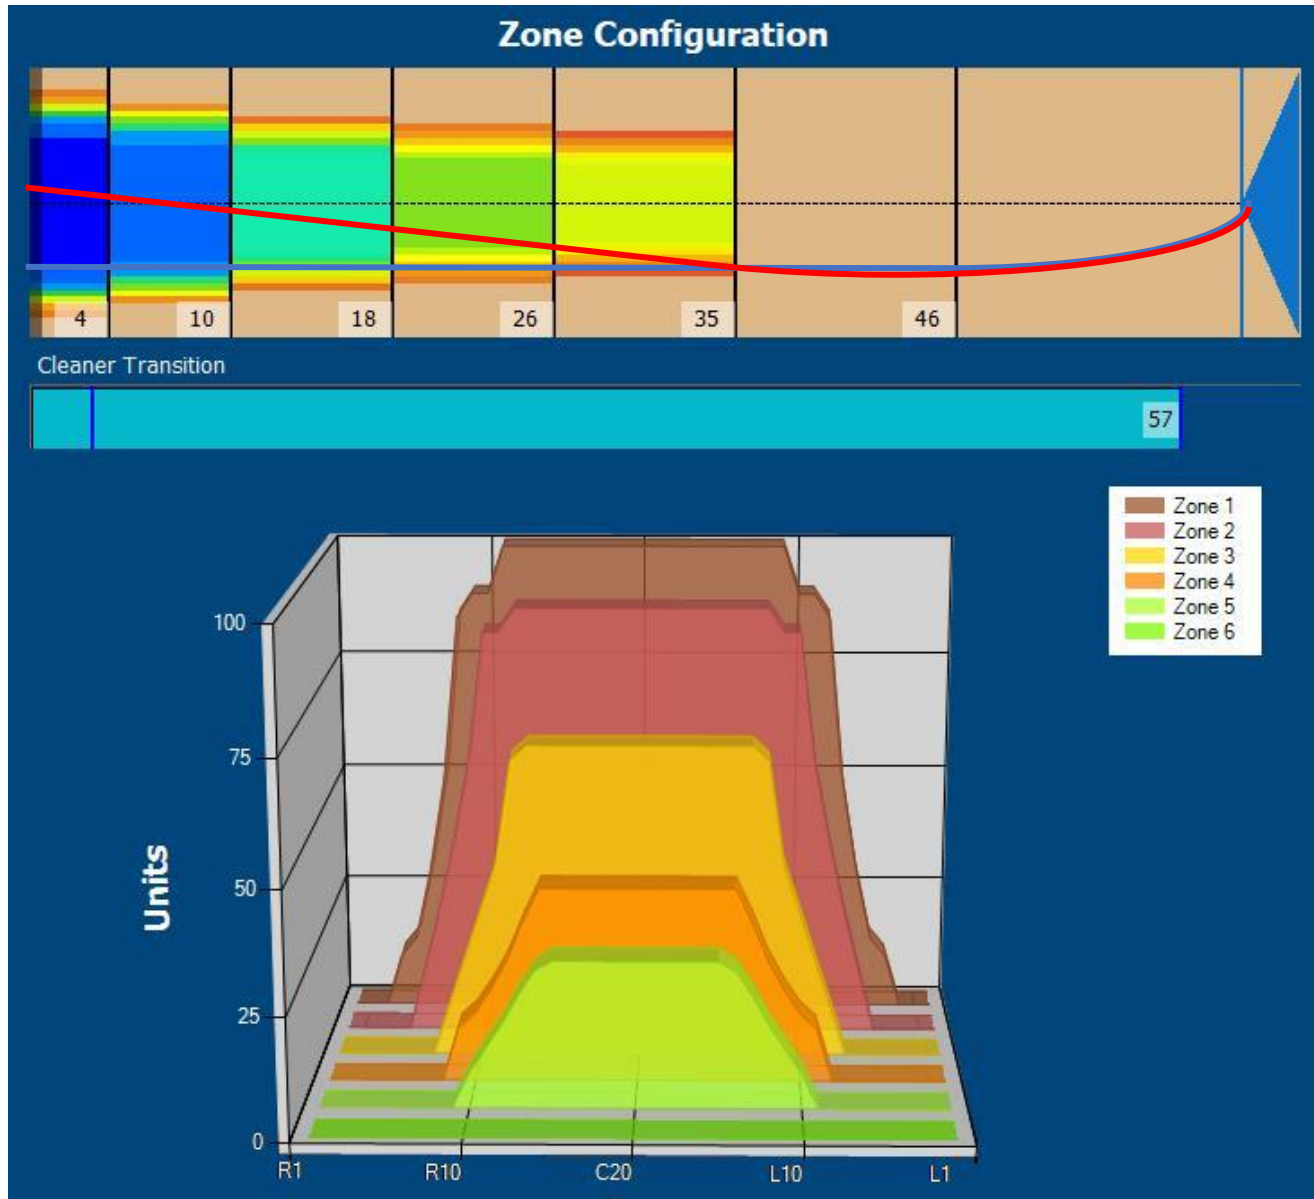 Zone Configuration
4 10 18 26 35 46
Cleaner Transition
57
Zone 1
Zone 2
Zone 3
Zone 4
Zone 5
Zone 6
100
75
50
25
0
Units
R1 R10 C20 L10 L1